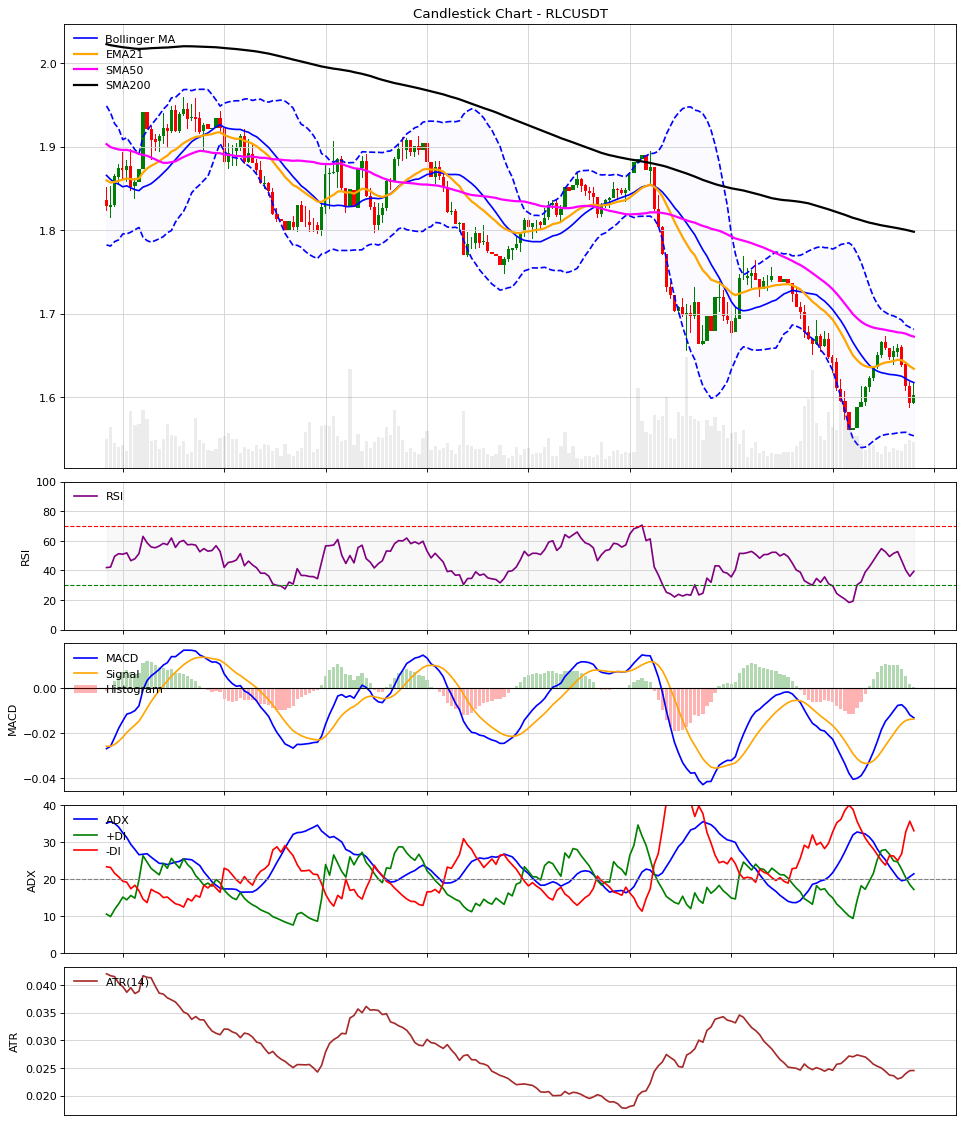 Candlestick Chart - RLCUSDT
Bollinger MA
EMA21
SMA50
SMA200
2.0
1.9
1.8
1.7
1.6
RSI
100
80
60
40
20
0
RSI
MACD
Signal
Histogram
0.00
−0.02
−0.04
MACD
ADX
+DI
-DI
40
30
20
10
0
ADX
ATR(14)
0.040
0.035
0.030
0.025
0.020
ATR